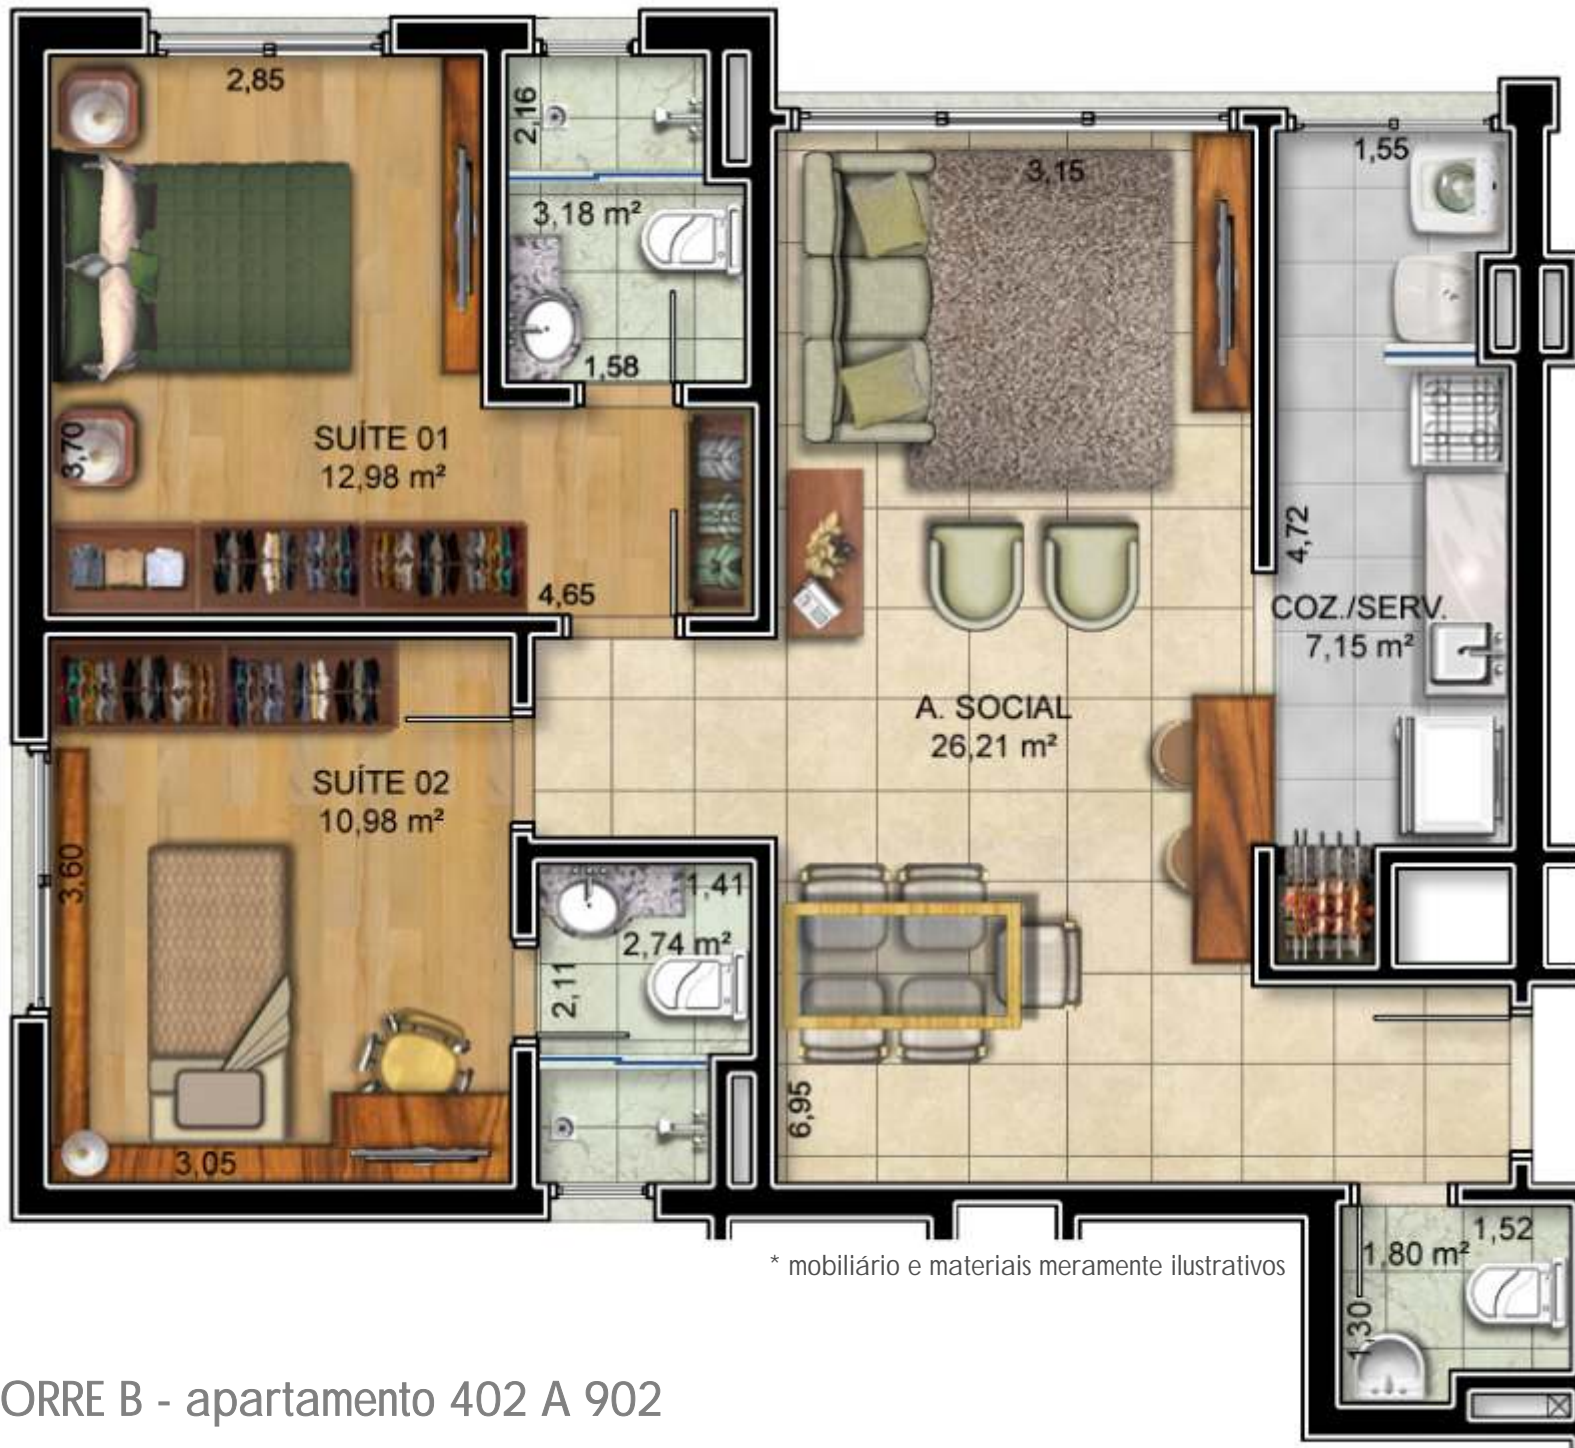 2,85
2,16
3,18 m²
1,58
3,15
1,55
3,70
SUÍTE 01
12,98 m²
4,65
4,72
COZ./SERV.
7,15 m²
A. SOCIAL
26,21 m²
SUÍTE 02
10,98 m²
3,60
1,41
2,74 m²
2,11
6,95
3,05
1,52
1,80 m²
1,30
* mobiliário e materiais meramente ilustrativos
ORRE B - apartamento 402 A 902